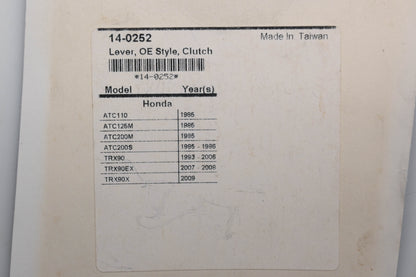 14-0252
Made In Taiwan
Lever, OE Style, Clutch
*14-0252*
Model Year(s)
Honda
ATC110 1985
ATC125M 1985
ATC200M 1985
ATC200S 1985 - 1986
TRX90 1993 - 2006
TRX90EX 2007 - 2008
TRX90X 2009